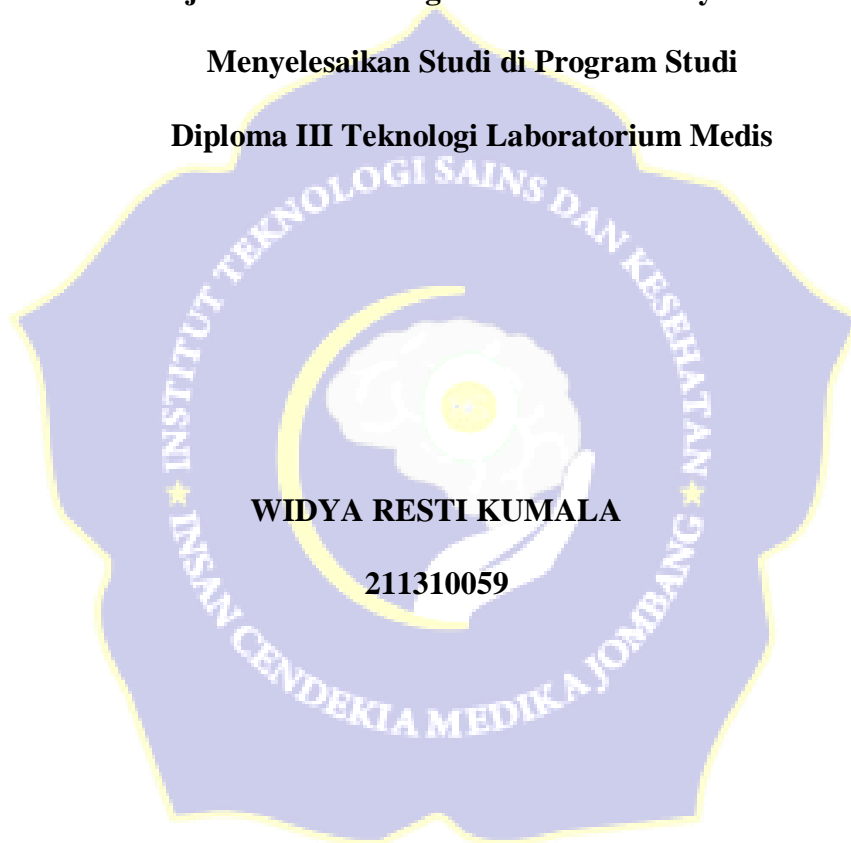 Menyelesaikan Studi di Program Studi
Diploma III Teknologi Laboratorium Medis
INSTITUT TEKNOLOGI SAINS DAN KESEHATAN
WIDYA RESTI KUMALA
211310059
INSAN CENDEKIA MEDIKA JOMBANG